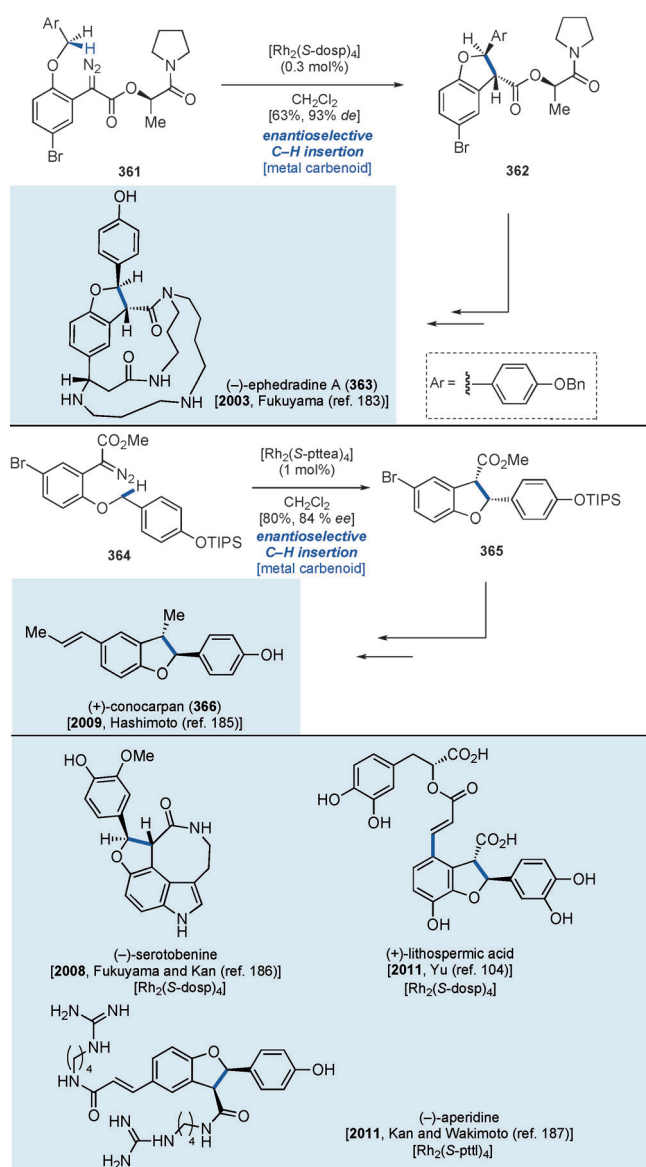 Ar
H
H
O
N2
O
O
O
N
Me
Br
361
[Rh2(S-dosp)4]
(0.3 mol%)
CH2Cl2
[63%, 93% de]
enantioselective
C–H insertion
[metal carbenoid]
H
Ar
O
H
O
O
O
N
Me
Br
362
OH
H
O
N
O
H
O
H
NH
NH
NH
(–)-ephedradine A (363)
[2003, Fukuyama (ref. 183)]
Ar =
OBn
CO2Me
Br
N2
H
O
OTIPS
364
[Rh2(S-pttea)4]
(1 mol%)
CH2Cl2
[80%, 84 % ee]
enantioselective
C–H insertion
[metal carbenoid]
CO2Me
Br
O
OTIPS
365
Me
Me
O
OH
(+)-conocarpan (366)
[2009, Hashimoto (ref. 185)]
OMe
HO
O
H
H
NH
O
N
H
(–)-serotobenine
[2008, Fukuyama and Kan (ref. 186)]
[Rh2(S-dosp)4]
CO2H
HO
OH
O
O
CO2H
O
HO
OH
OH
(+)-lithospermic acid
[2011, Yu (ref. 104)]
[Rh2(S-dosp)4]
H2N
NH
NH
4
NH
O
O
OH
O
NH
4
HN
H2N
NH
(–)-aperidine
[2011, Kan and Wakimoto (ref. 187)]
[Rh2(S-pttl)4]